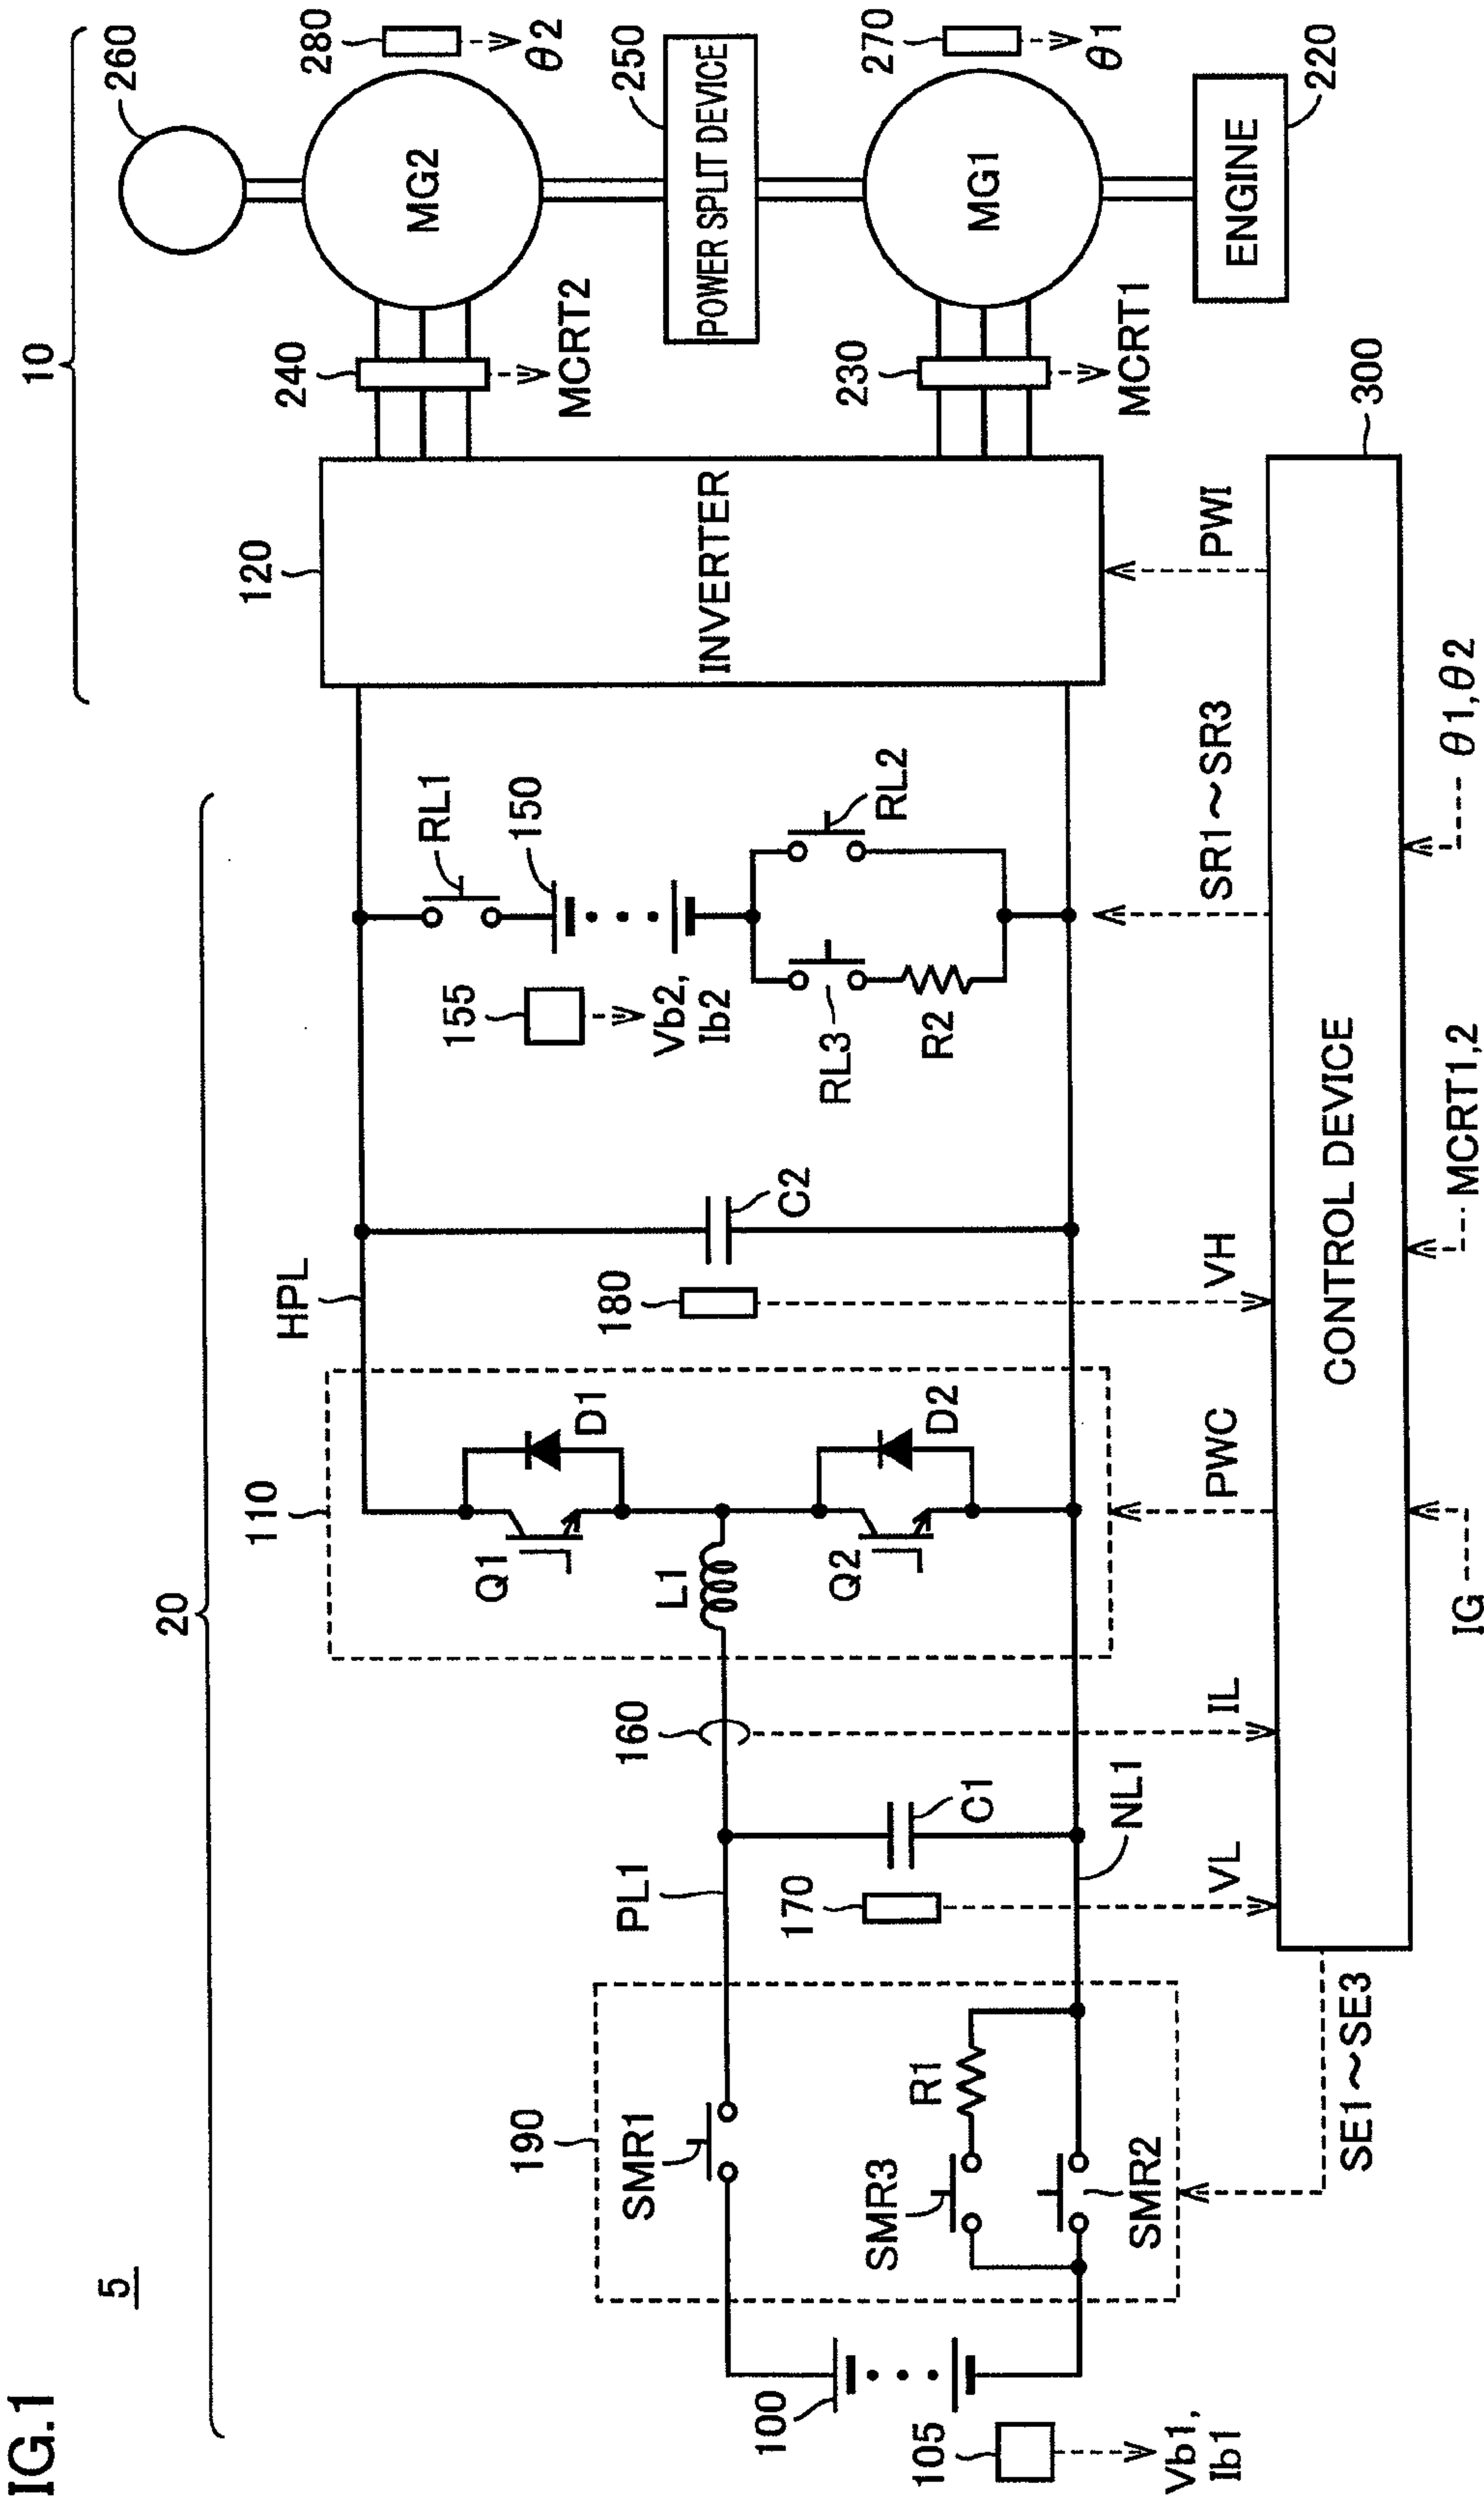 IG.1
5
10
20
260
280
θ2
250
POWER SPLIT DEVICE
270
θ1
220
ENGINE
MG2
MG1
240
MCRT2
230
MCRT1
120
INVERTER
PWI
300
RL1
150
RL2
155
Vb2,
Ib2
RL3
R2
SR1~SR3
θ1,θ2
HPL
180
C2
VH
MCRT1,2
110
Q1
D1
L1
Q2
D2
PWC
CONTROL DEVICE
IG
160
IL
PL1
170
C1
NL1
VL
190
SMR1
SMR3
R1
SMR2
SE1~SE3
100
105
Vb1,
Ib1